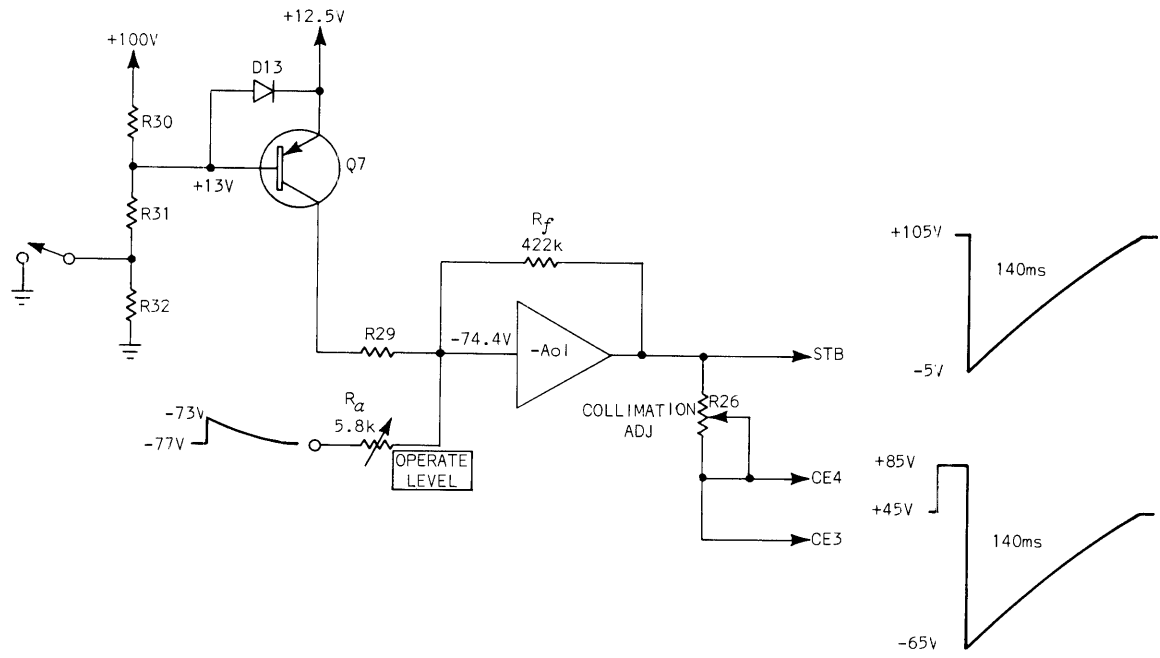 +12.5V
+100V
D13
R30
Q7
+13V
R31
R32
Rf
422k
R29
-74.4V
-Aol
STB
Ra
5.8k
-73V
-77V
OPERATE
LEVEL
COLLIMATION
ADJ
R26
CE4
CE3
+105V
140ms
-5V
+85V
+45V
140ms
-65V